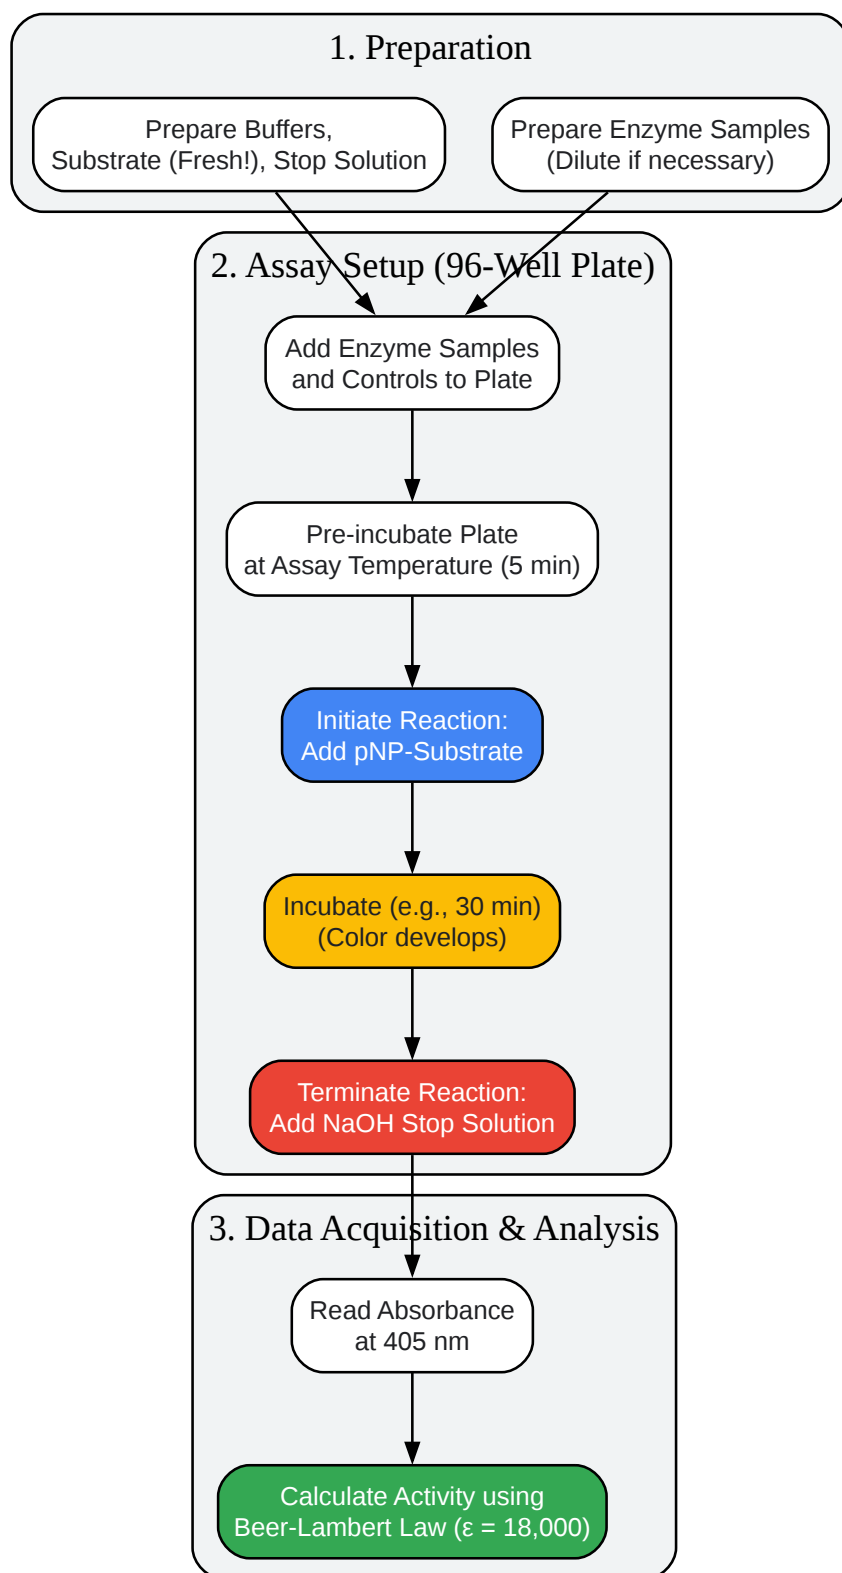 1. Preparation
Prepare Buffers,
Substrate (Fresh!), Stop Solution
Prepare Enzyme Samples
(Dilute if necessary)
2. Assay Setup (96-Well Plate)
Add Enzyme Samples
and Controls to Plate
Pre-incubate Plate
at Assay Temperature (5 min)
Initiate Reaction:
Add pNP-Substrate
Incubate (e.g., 30 min)
(Color develops)
Terminate Reaction:
Add NaOH Stop Solution
3. Data Acquisition & Analysis
Read Absorbance
at 405 nm
Calculate Activity using
Beer-Lambert Law (ε = 18,000)